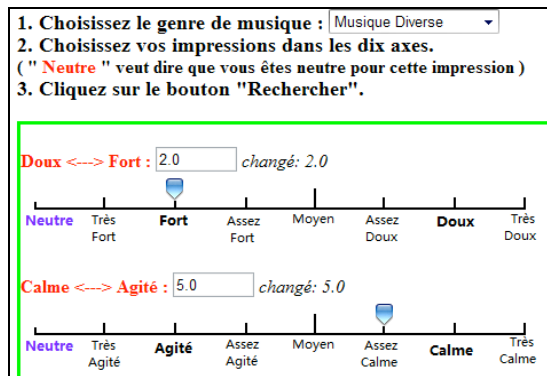 1. Choisissez le genre de musique : Musique Diverse
2. Choisissez vos impressions dans les dix axes.
( " Neutre " veut dire que vous êtes neutre pour cette impression )
3. Cliquez sur le bouton "Rechercher".
Doux <---> Fort : 2.0 changé: 2.0
Neutre Très Fort Fort Assez Fort Moyen Assez Doux Doux Très Doux
Calme <---> Agité : 5.0 changé: 5.0
Neutre Très Agité Agité Assez Agité Moyen Assez Calme Calme Très Calme